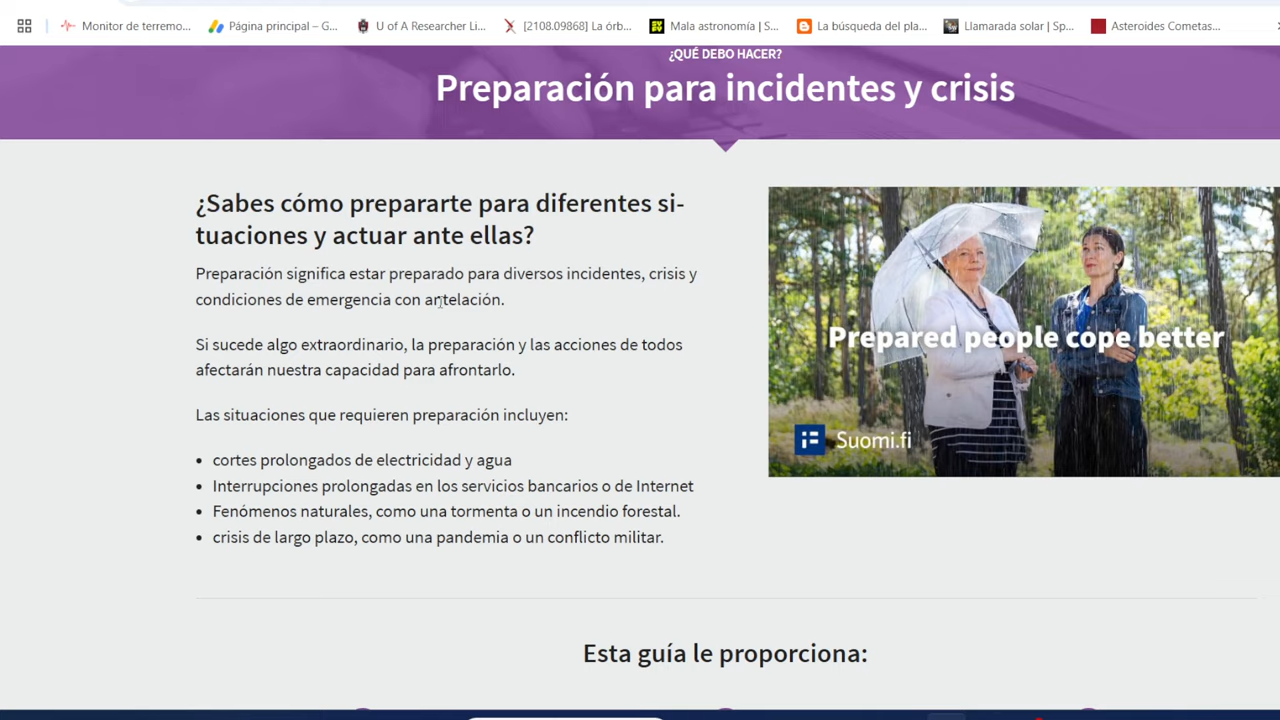 Monitor de terremo...
Página principal – G...
U of A Researcher Li...
[2108.09868] La órb...
Mala astronomía | S...
La búsqueda del pla...
Llamarada solar | Sp...
Asteroides Cometas...
¿QUÉ DEBO HACER?
Preparación para incidentes y crisis
¿Sabes cómo prepararte para diferentes si-
tuaciones y actuar ante ellas?
Preparación significa estar preparado para diversos incidentes, crisis y
condiciones de emergencia con antelación.
Si sucede algo extraordinario, la preparación y las acciones de todos
afectarán nuestra capacidad para afrontarlo.
Las situaciones que requieren preparación incluyen:
• cortes prolongados de electricidad y agua
• Interrupciones prolongadas en los servicios bancarios o de Internet
• Fenómenos naturales, como una tormenta o un incendio forestal.
• crisis de largo plazo, como una pandemia o un conflicto militar.
Prepared people cope better
Suomi.fi
Esta guía le proporciona: